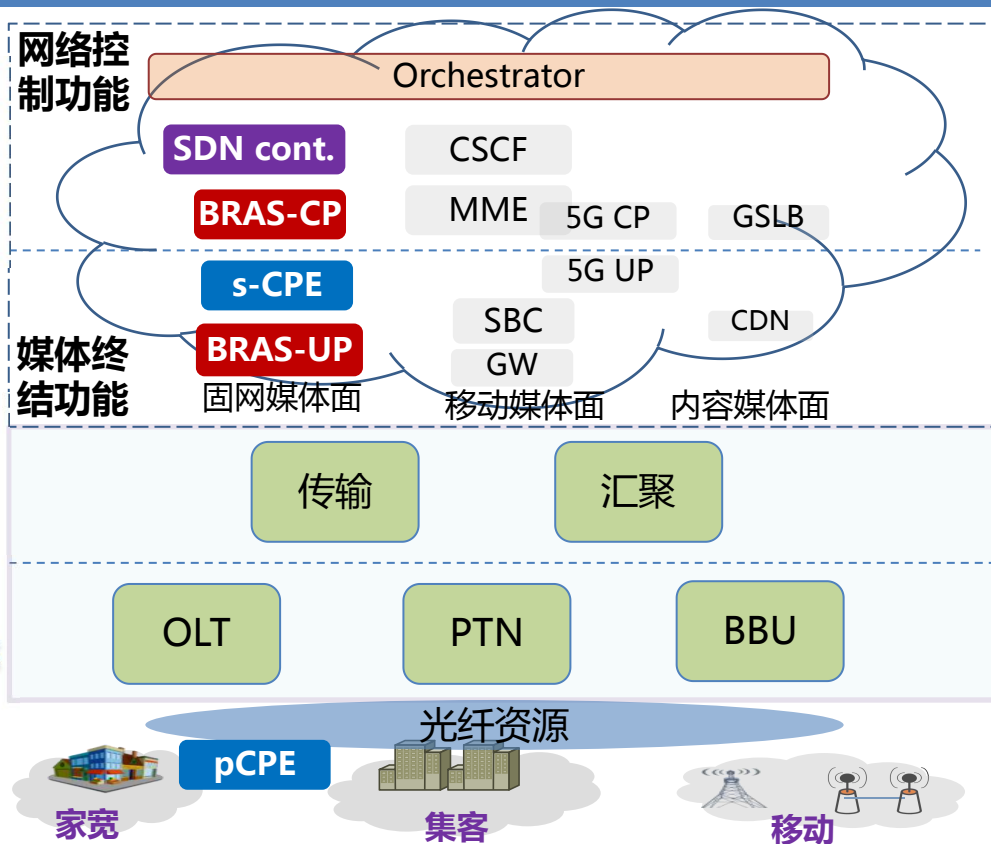 网络控
制功能
Orchestrator
SDN cont.
CSCF
BRAS-CP
MME
5G CP
GSLB
s-CPE
5G UP
SBC
CDN
BRAS-UP
GW
媒体终
结功能
固网媒体面
移动媒体面
内容媒体面
传输
汇聚
OLT
PTN
BBU
光纤资源
pCPE
家宽
集客
移动